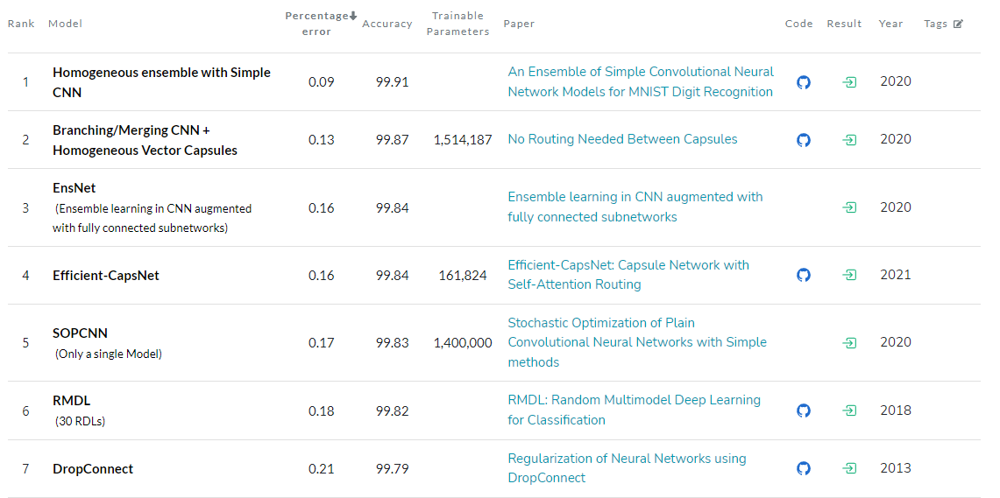 Rank Model Percentage error Accuracy Trainable Parameters Paper Code Result Year Tags
1 Homogeneous ensemble with Simple CNN 0.09 99.91 An Ensemble of Simple Convolutional Neural Network Models for MNIST Digit Recognition 2020
2 Branching/Merging CNN + Homogeneous Vector Capsules 0.13 99.87 1,514,187 No Routing Needed Between Capsules 2020
3 EnsNet (Ensemble learning in CNN augmented with fully connected subnetworks) 0.16 99.84 Ensemble learning in CNN augmented with fully connected subnetworks 2020
4 Efficient-CapsNet 0.16 99.84 161,824 Efficient-CapsNet: Capsule Network with Self-Attention Routing 2021
5 SOPCNN (Only a single Model) 0.17 99.83 1,400,000 Stochastic Optimization of Plain Convolutional Neural Networks with Simple methods 2020
6 RMDL (30 RDLs) 0.18 99.82 RMDL: Random Multimodel Deep Learning for Classification 2018
7 DropConnect 0.21 99.79 Regularization of Neural Networks using DropConnect 2013